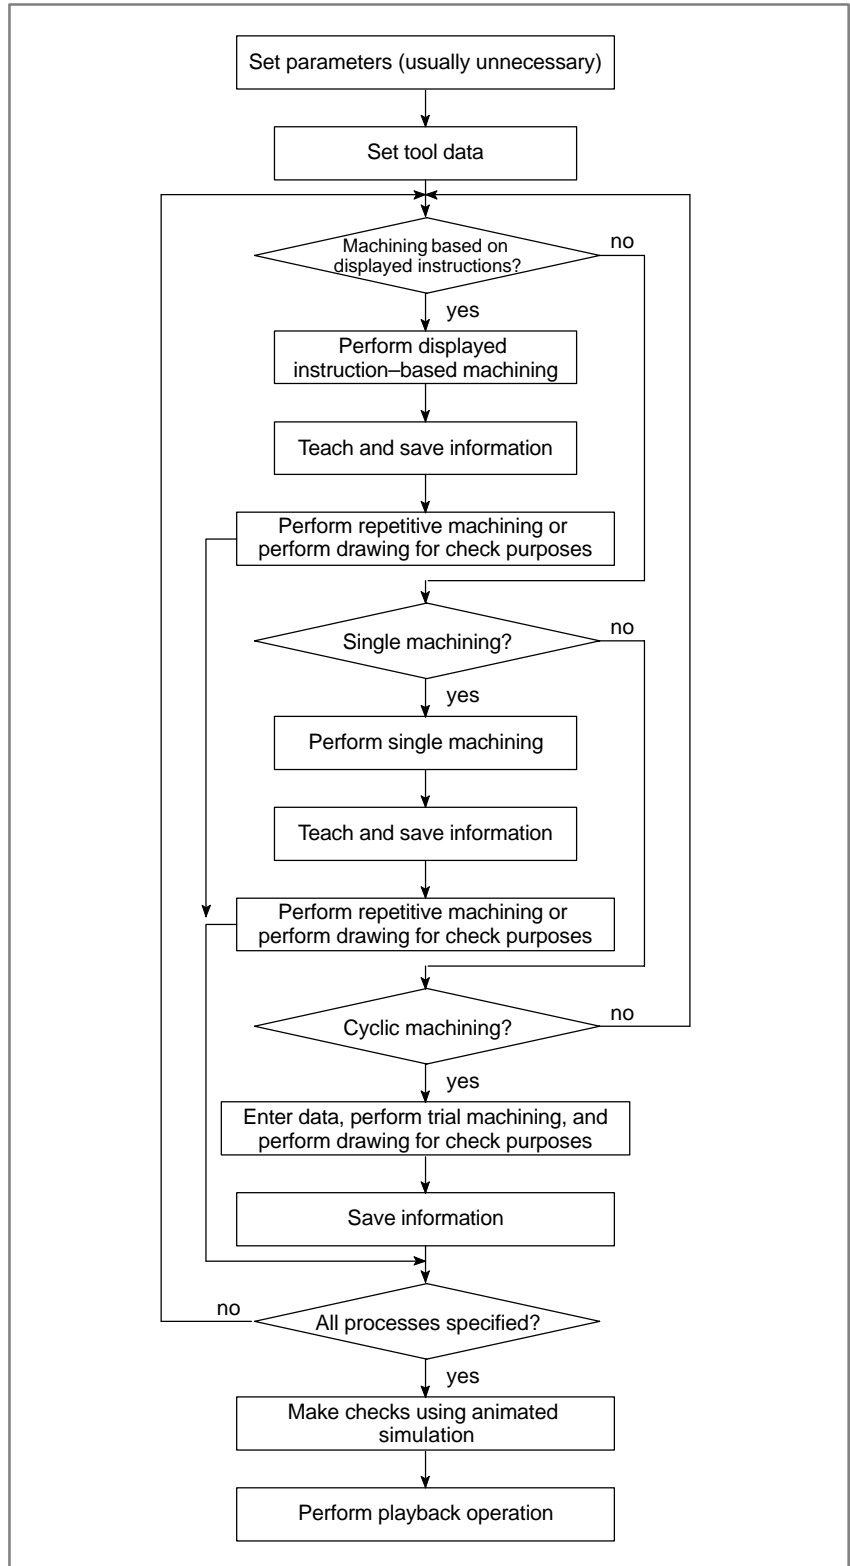 Set parameters (usually unnecessary)
Set tool data
Machining based on
displayed instructions?
no
yes
Perform displayed
instruction–based machining
Teach and save information
Perform repetitive machining or
perform drawing for check purposes
Single machining?
no
yes
Perform single machining
Teach and save information
Perform repetitive machining or
perform drawing for check purposes
Cyclic machining?
no
yes
Enter data, perform trial machining, and
perform drawing for check purposes
Save information
no
All processes specified?
yes
Make checks using animated
simulation
Perform playback operation